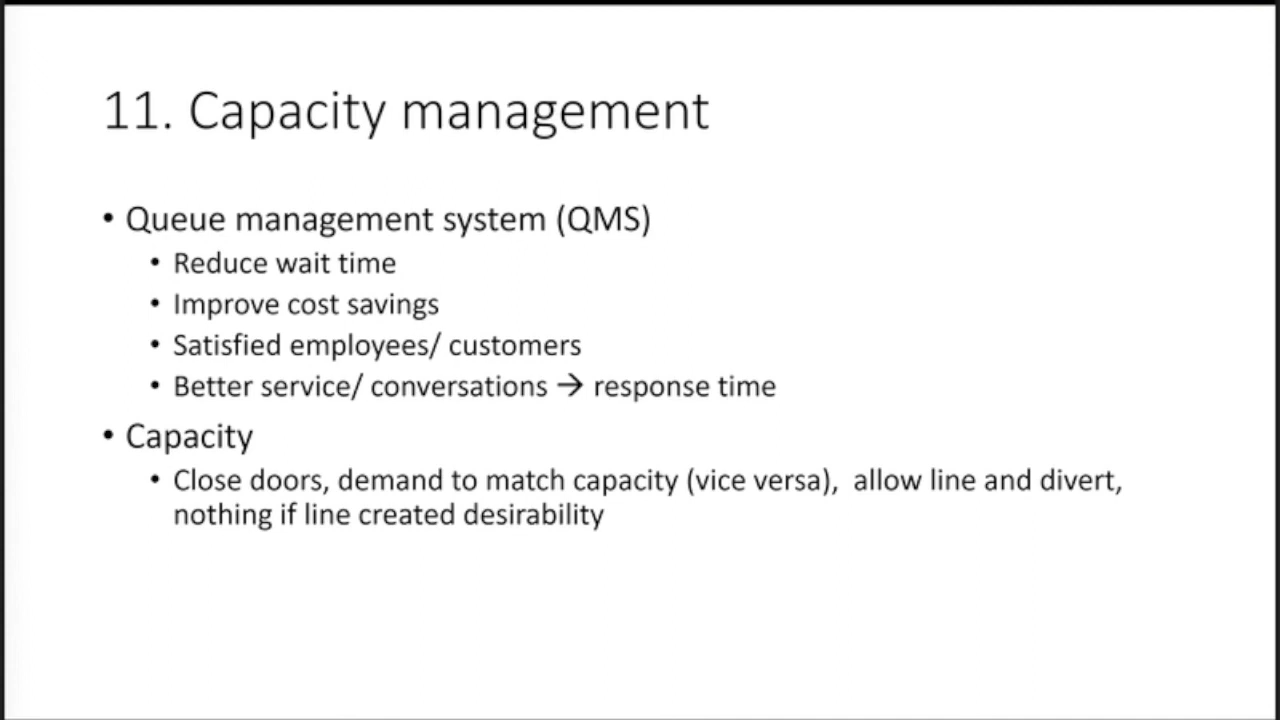 11. Capacity management
• Queue management system (QMS)
• Reduce wait time
• Improve cost savings
• Satisfied employees/ customers
• Better service/ conversations → response time
• Capacity
• Close doors, demand to match capacity (vice versa),  allow line and divert,
nothing if line created desirability